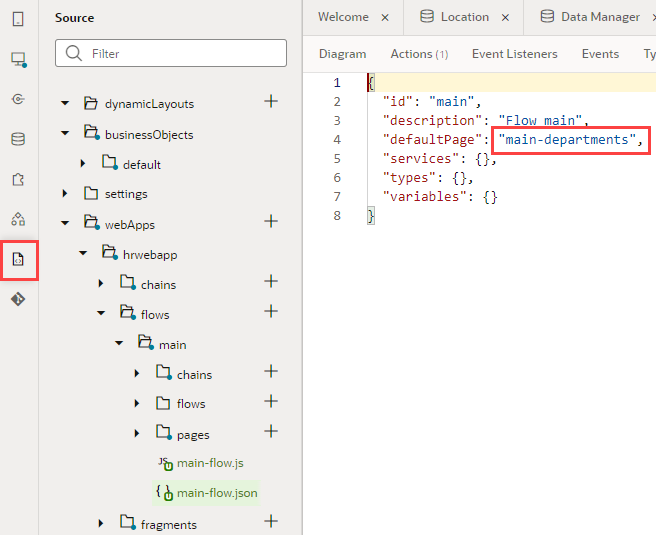 Source
Filter
dynamicLayouts
businessObjects
default
settings
webApps
hrwebapp
chains
flows
main
chains
flows
pages
JS main-flow.js
{ } main-flow.json
fragments
Welcome × Location × Data Manager
Diagram Actions (1) Event Listeners Events Ty
1 {
2 "id": "main",
3 "description": "Flow main",
4 "defaultPage": "main-departments",
5 "services": {},
6 "types": {},
7 "variables": {}
8 }